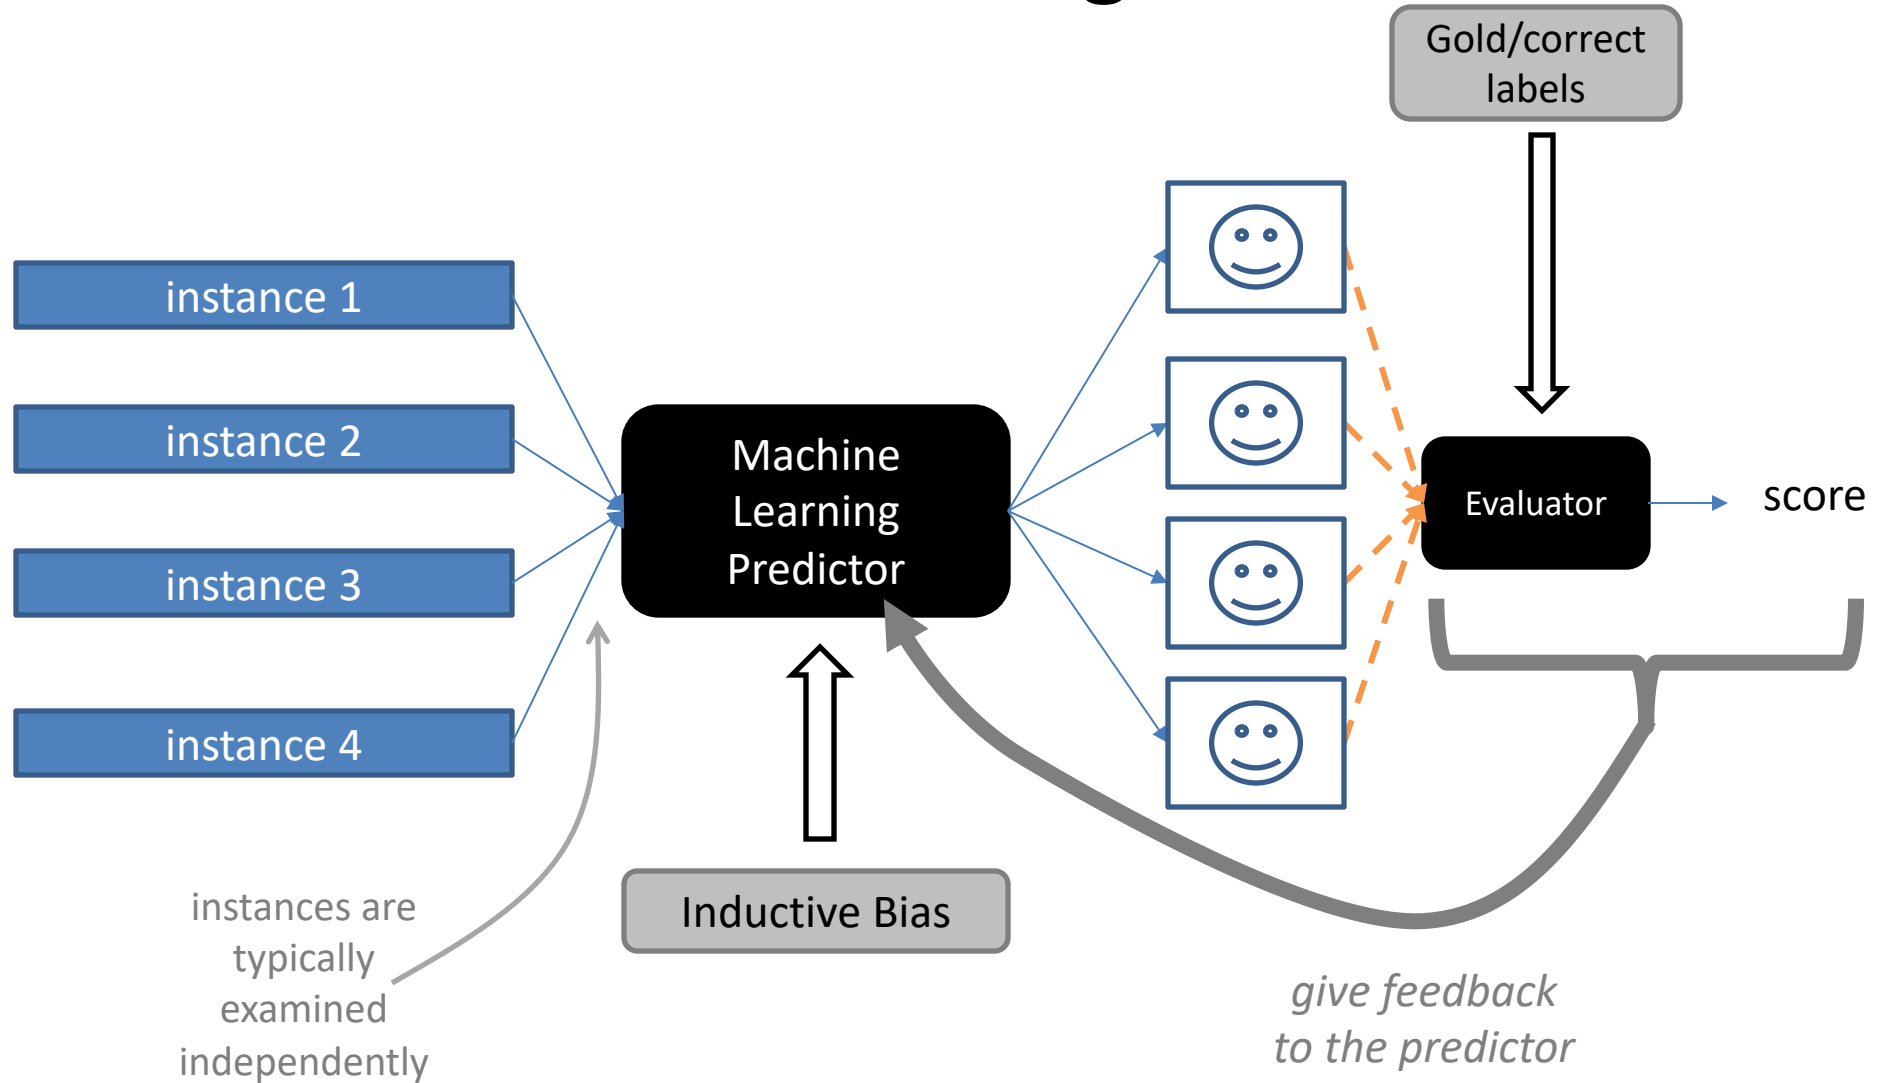 Gold/correct
labels
instance 1
instance 2
instance 3
instance 4
Machine
Learning
Predictor
Evaluator
score
Inductive Bias
instances are
typically
examined
independently
give feedback
to the predictor